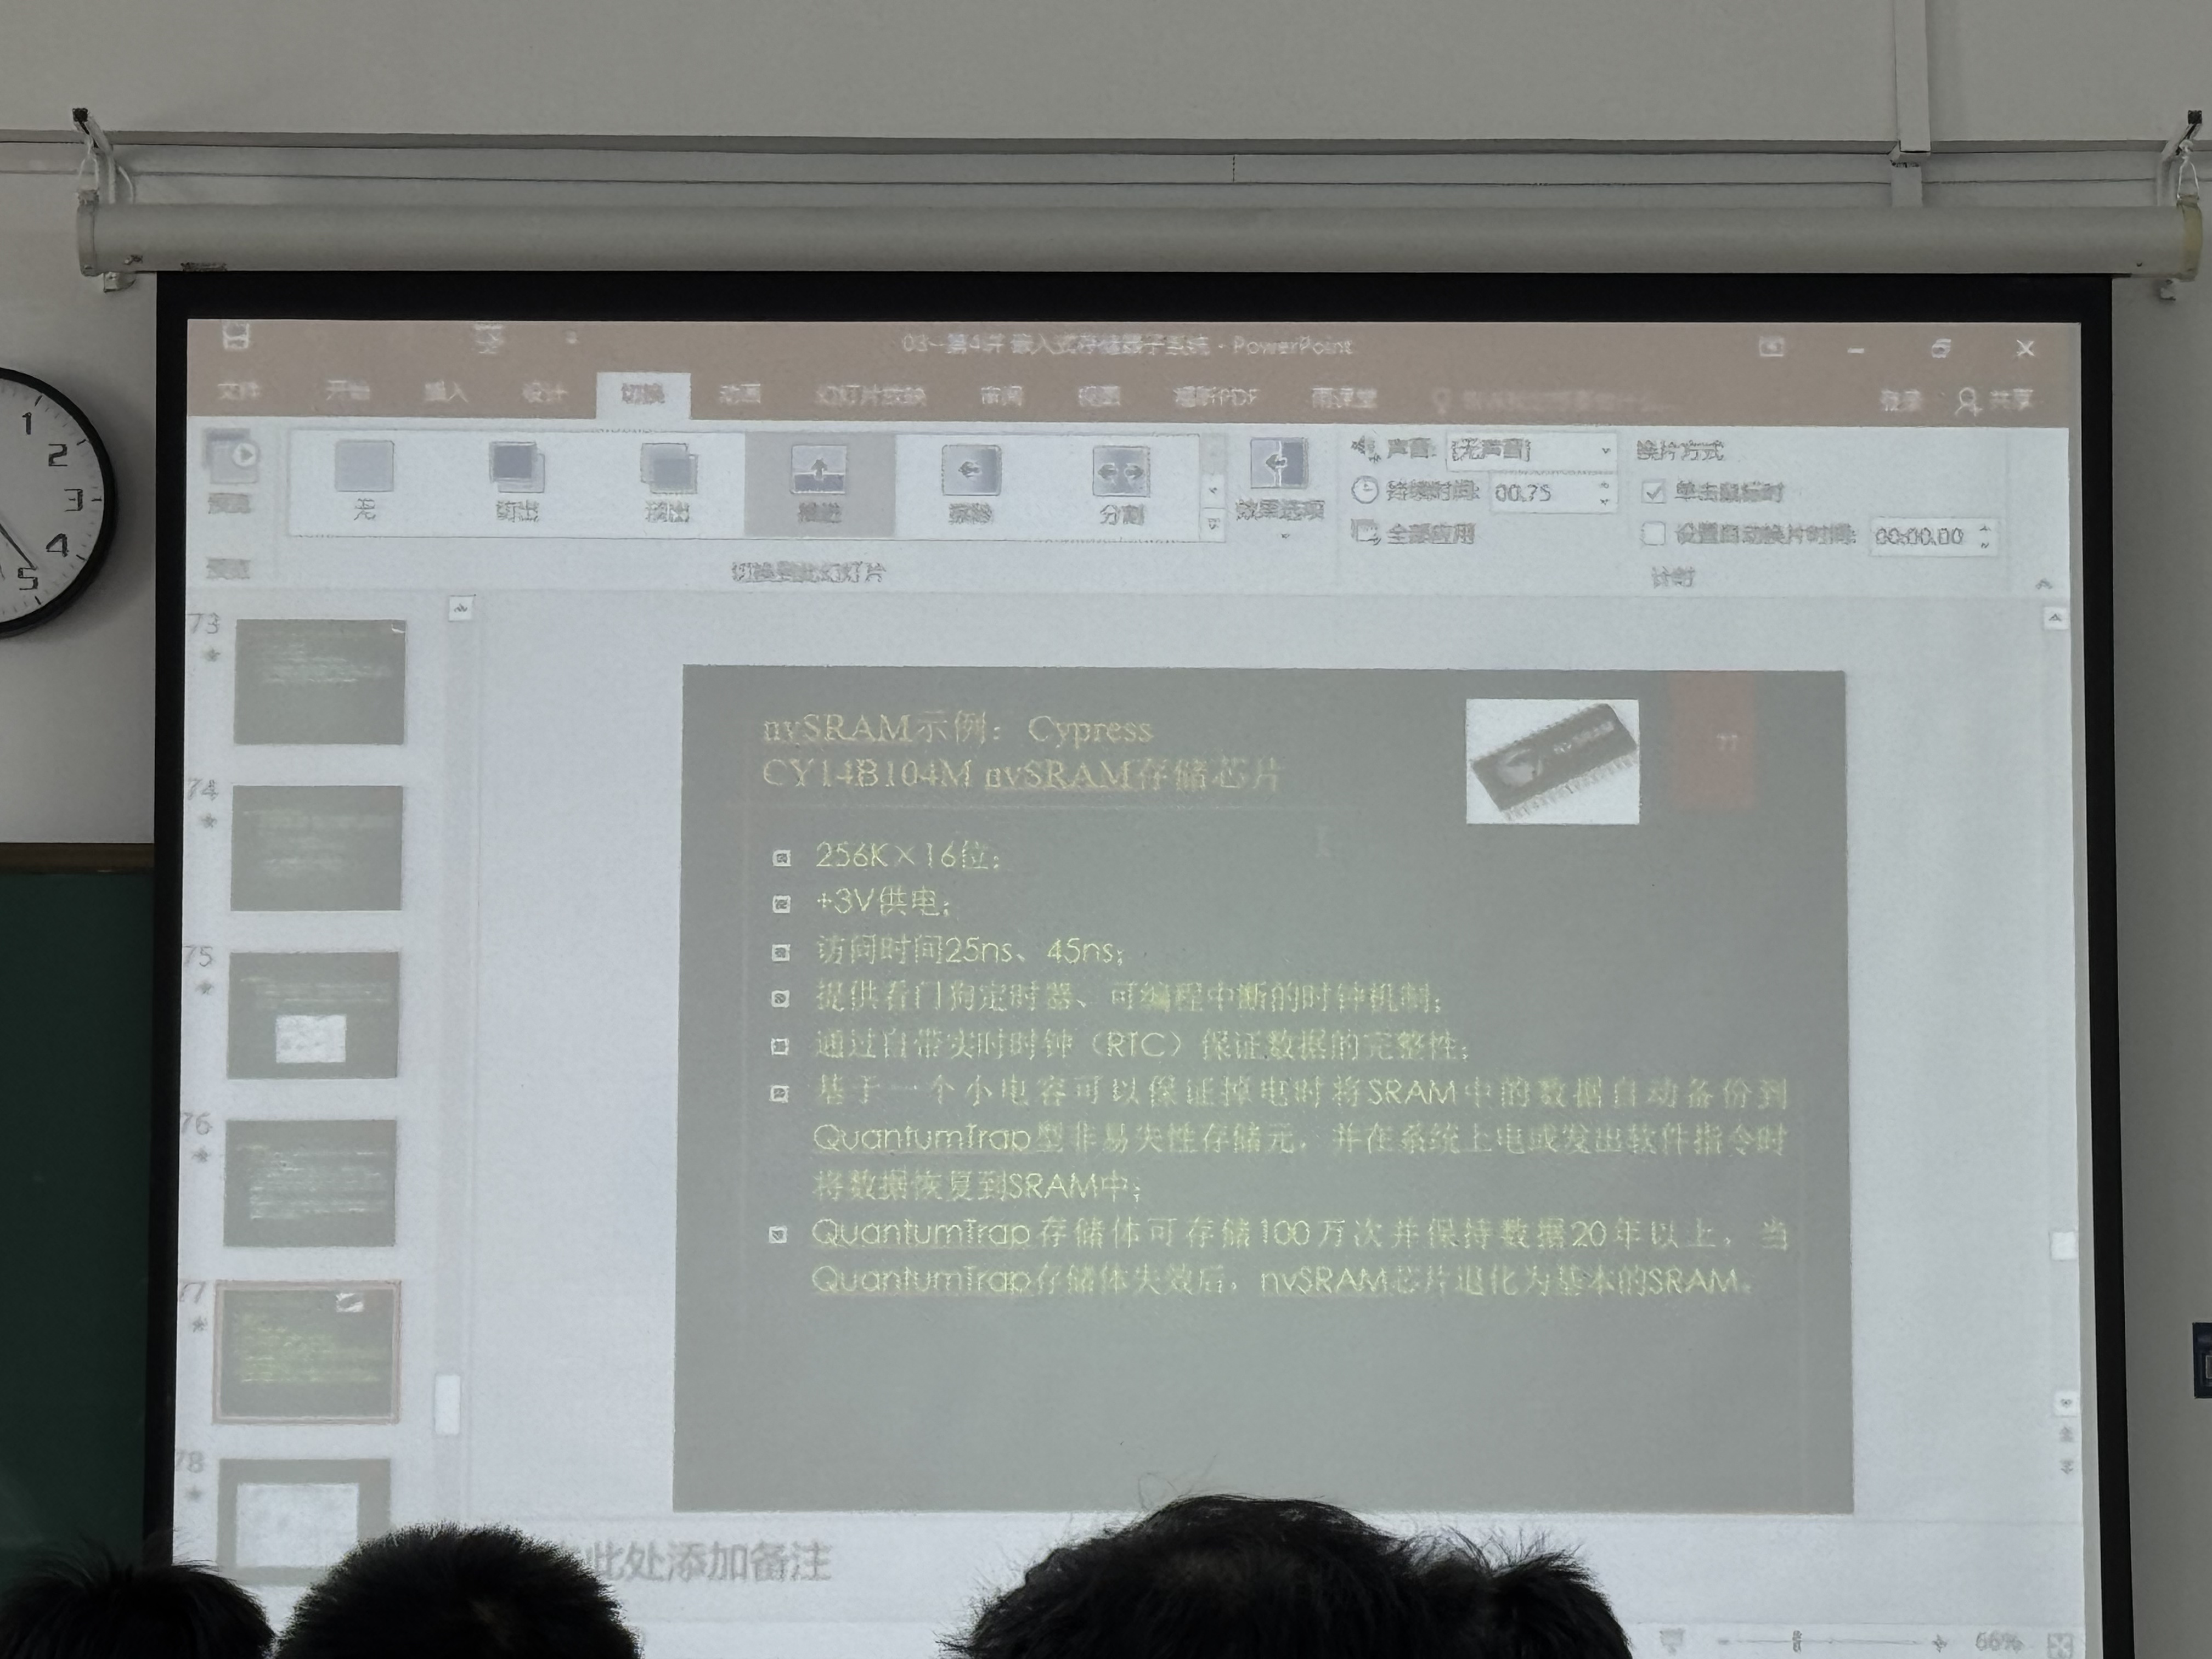 03--第4讲 嵌入式存储器子系统 - PowerPoint
文件 开始 插入 设计 切换 动画 幻灯片放映 审阅 视图 福昕PDF 雨课堂 登录 共享
预览 无 切出 淡出 推进 擦除 分割 效果选项
声音: [无声音] 换片方式
持续时间: 00.75 单击鼠标时
全部应用 设置自动换片时间: 00:00.00
预览 切换到此幻灯片 计时
1
2
3
4
5
73
74
75
76
77
78
nvSRAM示例：Cypress
CY14B104M nvSRAM存储芯片
77
256K×16位；
+3V供电；
访问时间25ns、45ns；
提供看门狗定时器、可编程中断的时钟机制；
通过自带实时时钟（RTC）保证数据的完整性；
基于一个小电容可以保证掉电时将SRAM中的数据自动备份到
QuantumTrap型非易失性存储元，并在系统上电或发出软件指令时
将数据恢复到SRAM中；
QuantumTrap存储体可存储100万次并保持数据20年以上，当
QuantumTrap存储体失效后，nvSRAM芯片退化为基本的SRAM。
此处添加备注
66%